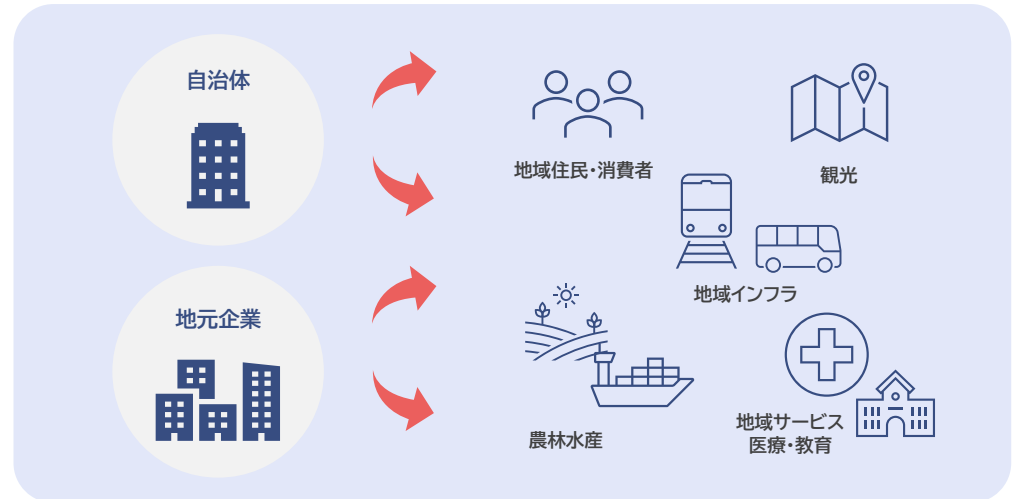 自治体
地元企業
地域住民・消費者
観光
地域インフラ
農林水産
地域サービス
医療・教育